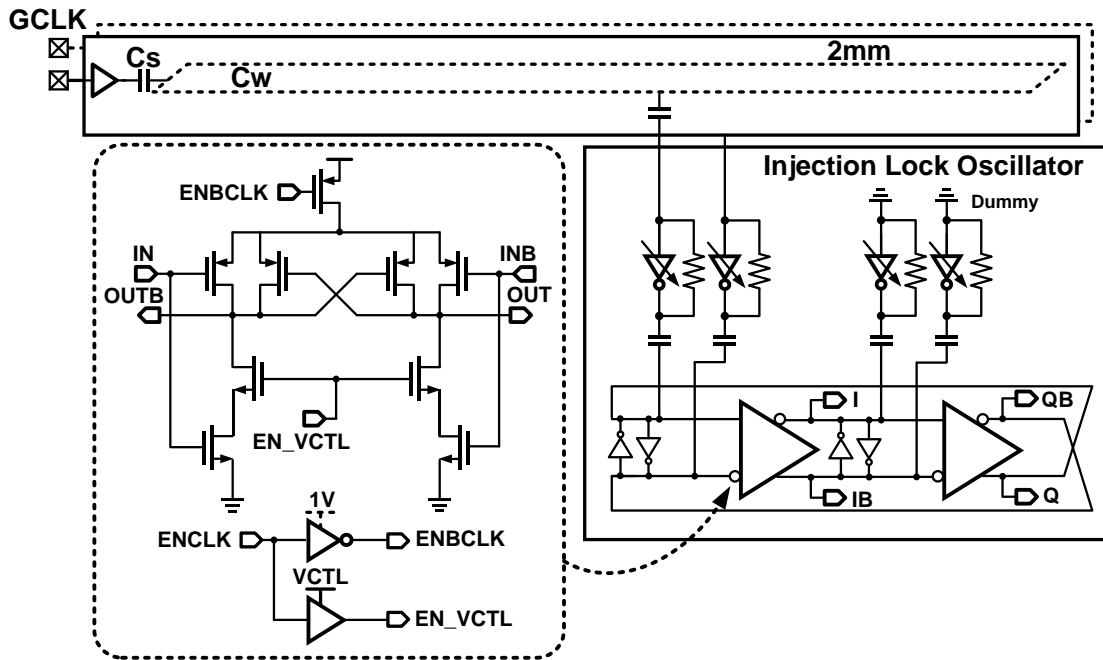 GCLK
Cs
Cw
2mm
Injection Lock Oscillator
Dummy
ENBCLK
IN
INB
OUTB
OUT
EN_VCTL
1V
ENCLK
ENBCLK
VCTL
EN_VCTL
I
QB
IB
Q